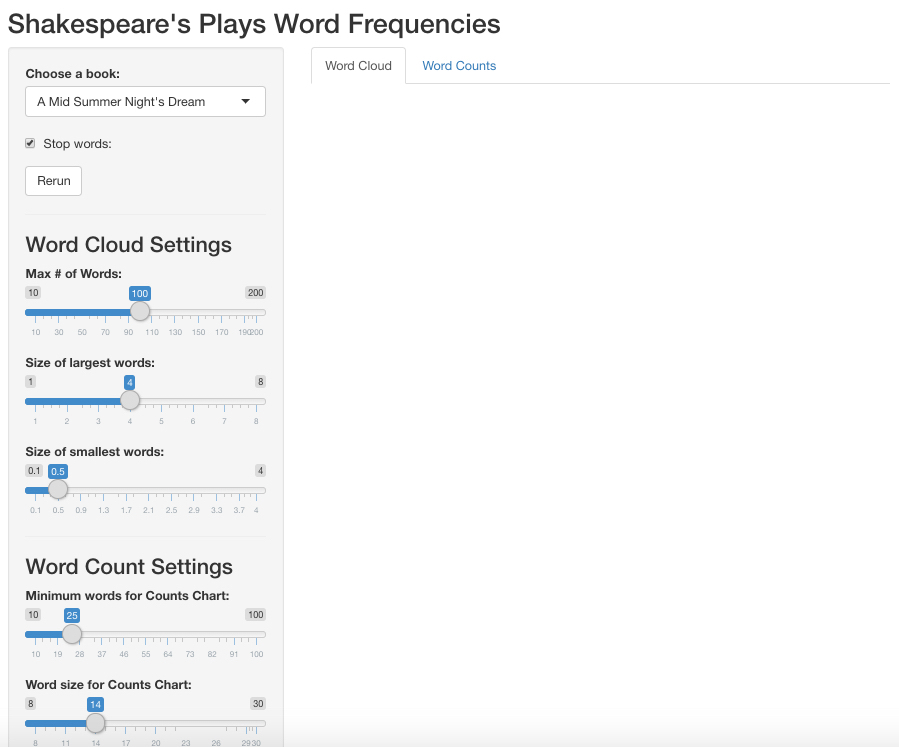 Shakespeare's Plays Word Frequencies
Choose a book:
A Mid Summer Night's Dream
Stop words:
Rerun
Word Cloud Settings
Max # of Words:
10 100 200
10 30 50 70 90 110 130 150 170 190200
Size of largest words:
1 4 8
1 2 3 4 5 6 7 8
Size of smallest words:
0.1 0.5 4
0.1 0.5 0.9 1.3 1.7 2.1 2.5 2.9 3.3 3.7 4
Word Count Settings
Minimum words for Counts Chart:
10 25 100
10 19 28 37 46 55 64 73 82 91 100
Word size for Counts Chart:
8 14 30
8 11 14 17 20 23 26 2930
Word Cloud Word Counts